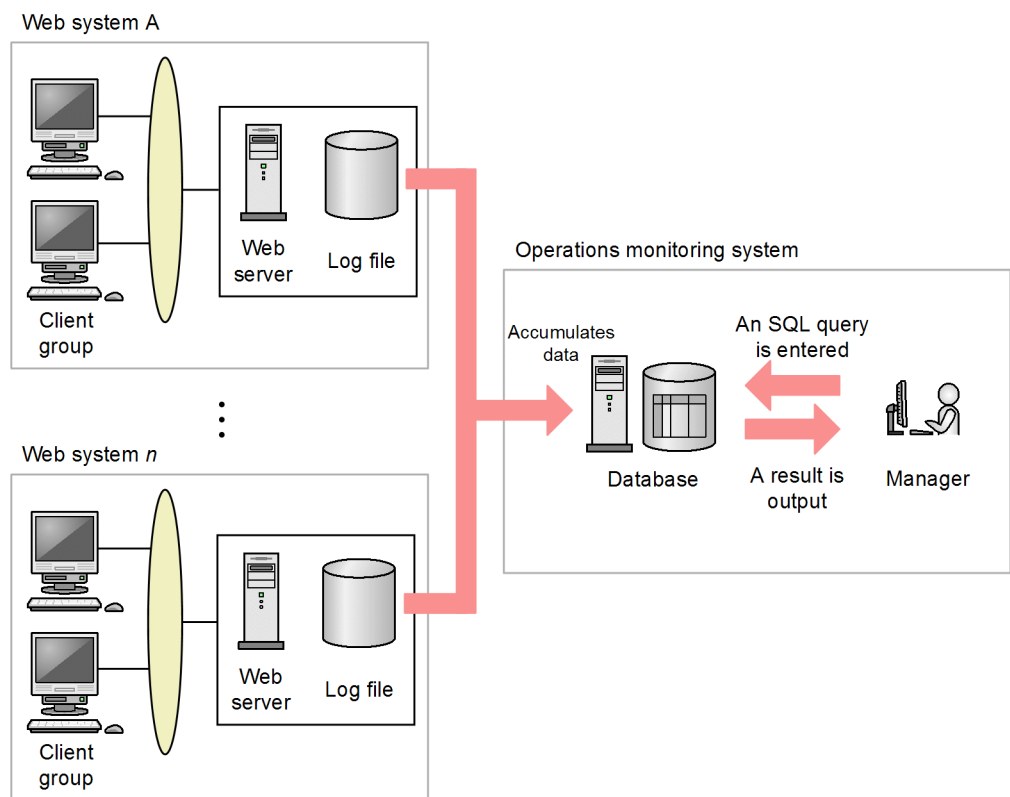 Web system A
Web
server
Log file
Client
group
Operations monitoring system
Accumulates
data
An SQL query
is entered
Database
A result is
output
Manager
Web system n
Web
server
Log file
Client
group